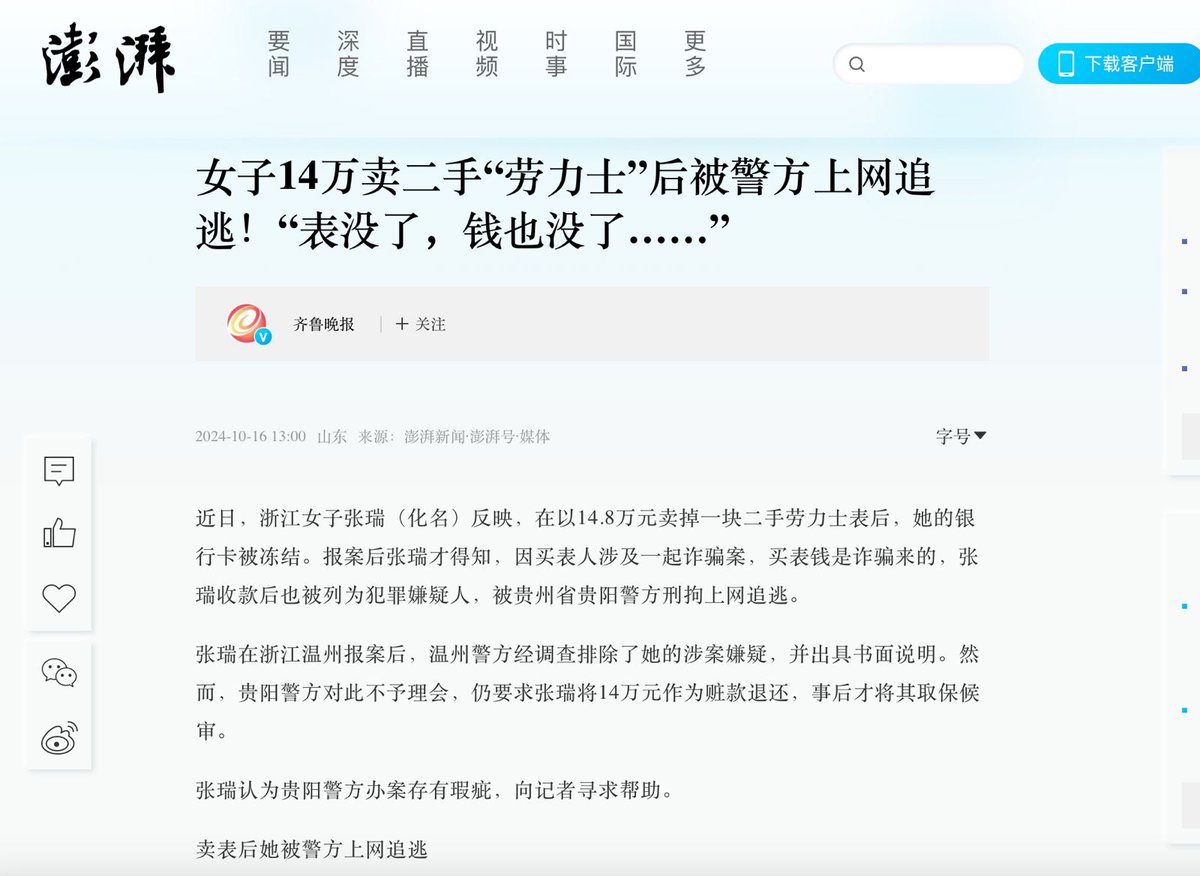 澎湃
要闻 深度 直播 视频 时事 国际 更多
下载客户端
女子14万卖二手“劳力士”后被警方上网追
逃！“表没了，钱也没了……”
齐鲁晚报 | + 关注
2024-10-16 13:00 山东 来源：澎湃新闻·澎湃号·媒体
字号
近日，浙江女子张瑞（化名）反映，在以14.8万元卖掉一块二手劳力士表后，她的银
行卡被冻结。报案后张瑞才得知，因买表人涉及一起诈骗案，买表钱是诈骗来的，张
瑞收款后也被列为犯罪嫌疑人，被贵州省贵阳警方刑拘上网追逃。
张瑞在浙江温州报案后，温州警方经调查排除了她的涉案嫌疑，并出具书面说明。然
而，贵阳警方对此不予理会，仍要求张瑞将14万元作为赃款退还，事后才将其取保候
审。
张瑞认为贵阳警方办案存有瑕疵，向记者寻求帮助。
卖表后她被警方上网追逃